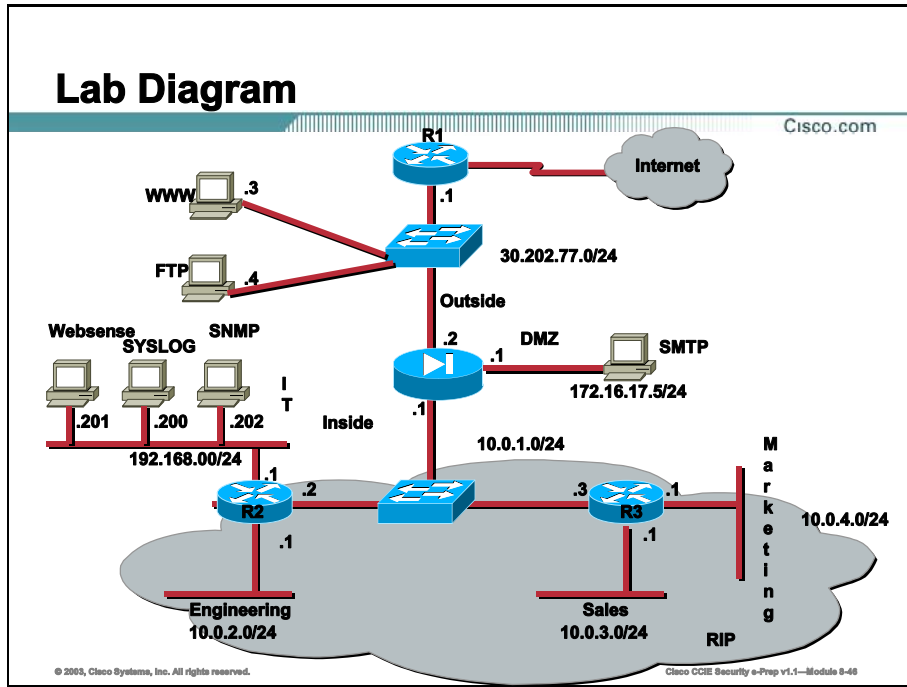 Lab Diagram
Cisco.com
R1
Internet
.1
WWW
.3
30.202.77.0/24
FTP
.4
Outside
Websense
SYSLOG
SNMP
.2
DMZ
.1
SMTP
172.16.17.5/24
IT
.201
.200
.202
.1
Inside
10.0.1.0/24
Marketing
192.168.00/24
.1
.2
R2
.3
R3
.1
10.0.4.0/24
.1
.1
Engineering
10.0.2.0/24
Sales
10.0.3.0/24
RIP
© 2003, Cisco Systems, Inc. All rights reserved.
Cisco CCIE Security e-Prep v1.1—Module 8-46